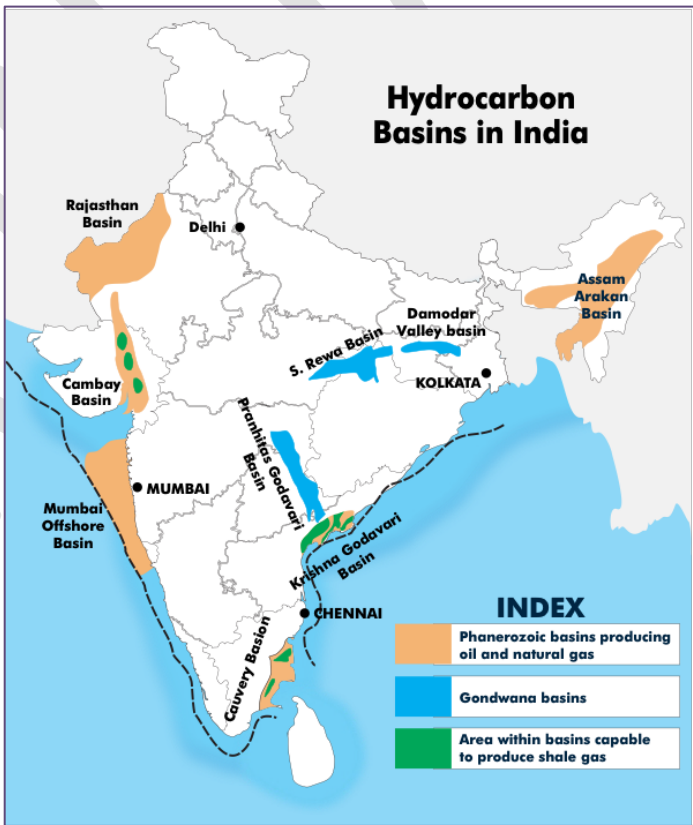 Hydrocarbon
Basins in India
Rajasthan
Basin
Delhi
Assam
Arakan
Basin
Damodar
Valley basin
S. Rewa Basin
KOLKATA
Cambay
Basin
Pranhitas Godavari
Basin
MUMBAI
Mumbai
Offshore
Basin
Krishna Godavari
Basin
CHENNAI
Cauvery Basion
INDEX
Phanerozoic basins producing
oil and natural gas
Gondwana basins
Area within basins capable
to produce shale gas